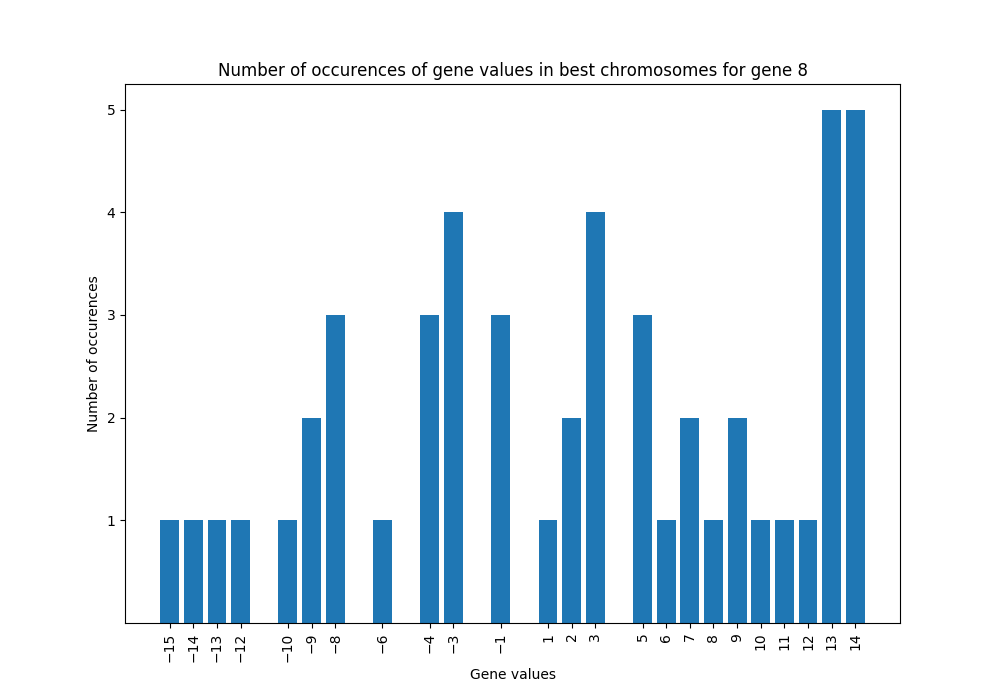 Number of occurences of gene values in best chromosomes for gene 8
Number of occurences
5
4
3
2
1
−15 −14 −13 −12 −10 −9 −8 −6 −4 −3 −1 1 2 3 5 6 7 8 9 10 11 12 13 14
Gene values